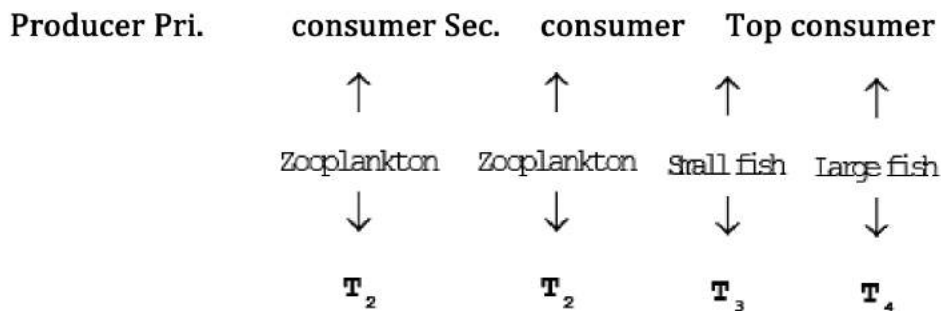 Producer Pri. consumer Sec. consumer Top consumer
↑ ↑ ↑ ↑
Zooplankton Zooplankton Small fish Large fish
↓ ↓ ↓ ↓
T₂ T₂ T₃ T₄